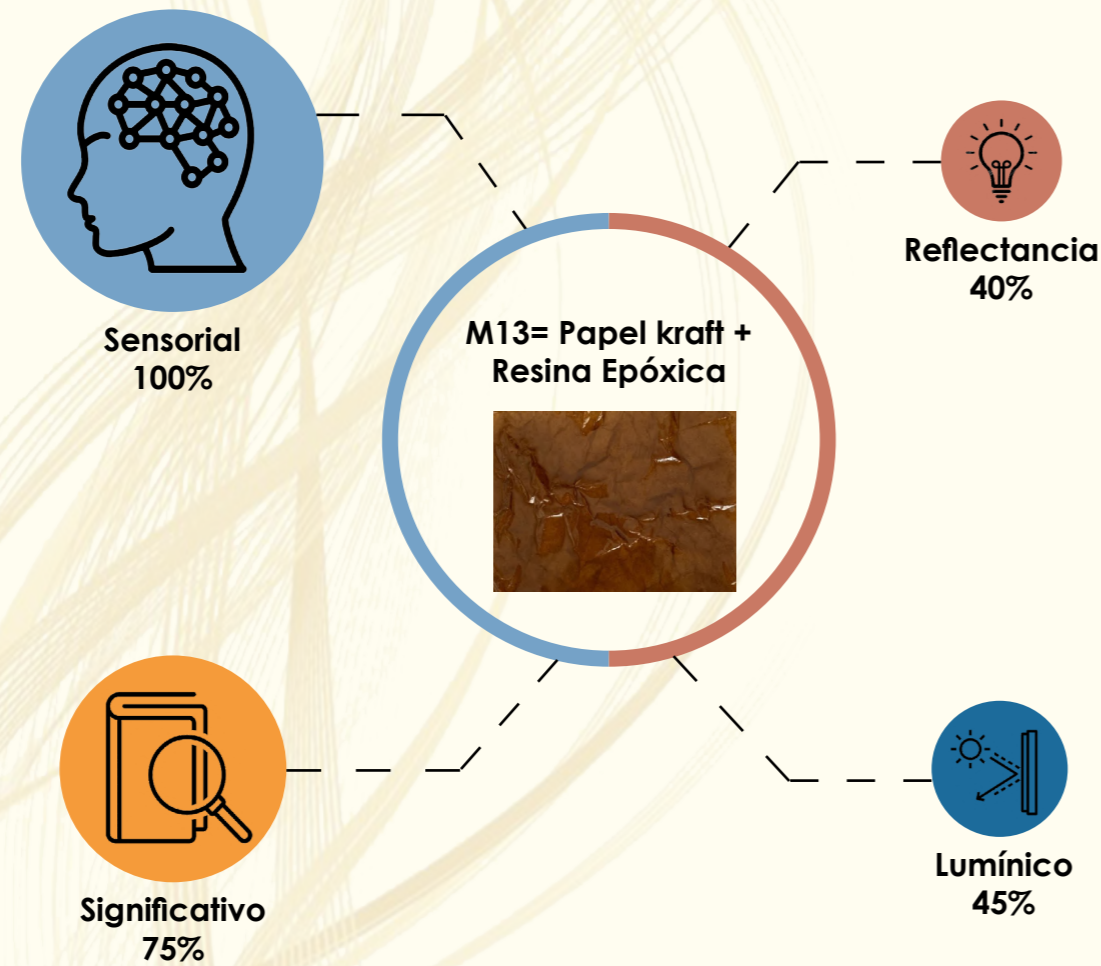 Sensorial
100%
Reflectancia
40%
M13= Papel kraft +
Resina Epóxica
Significativo
75%
Lumínico
45%